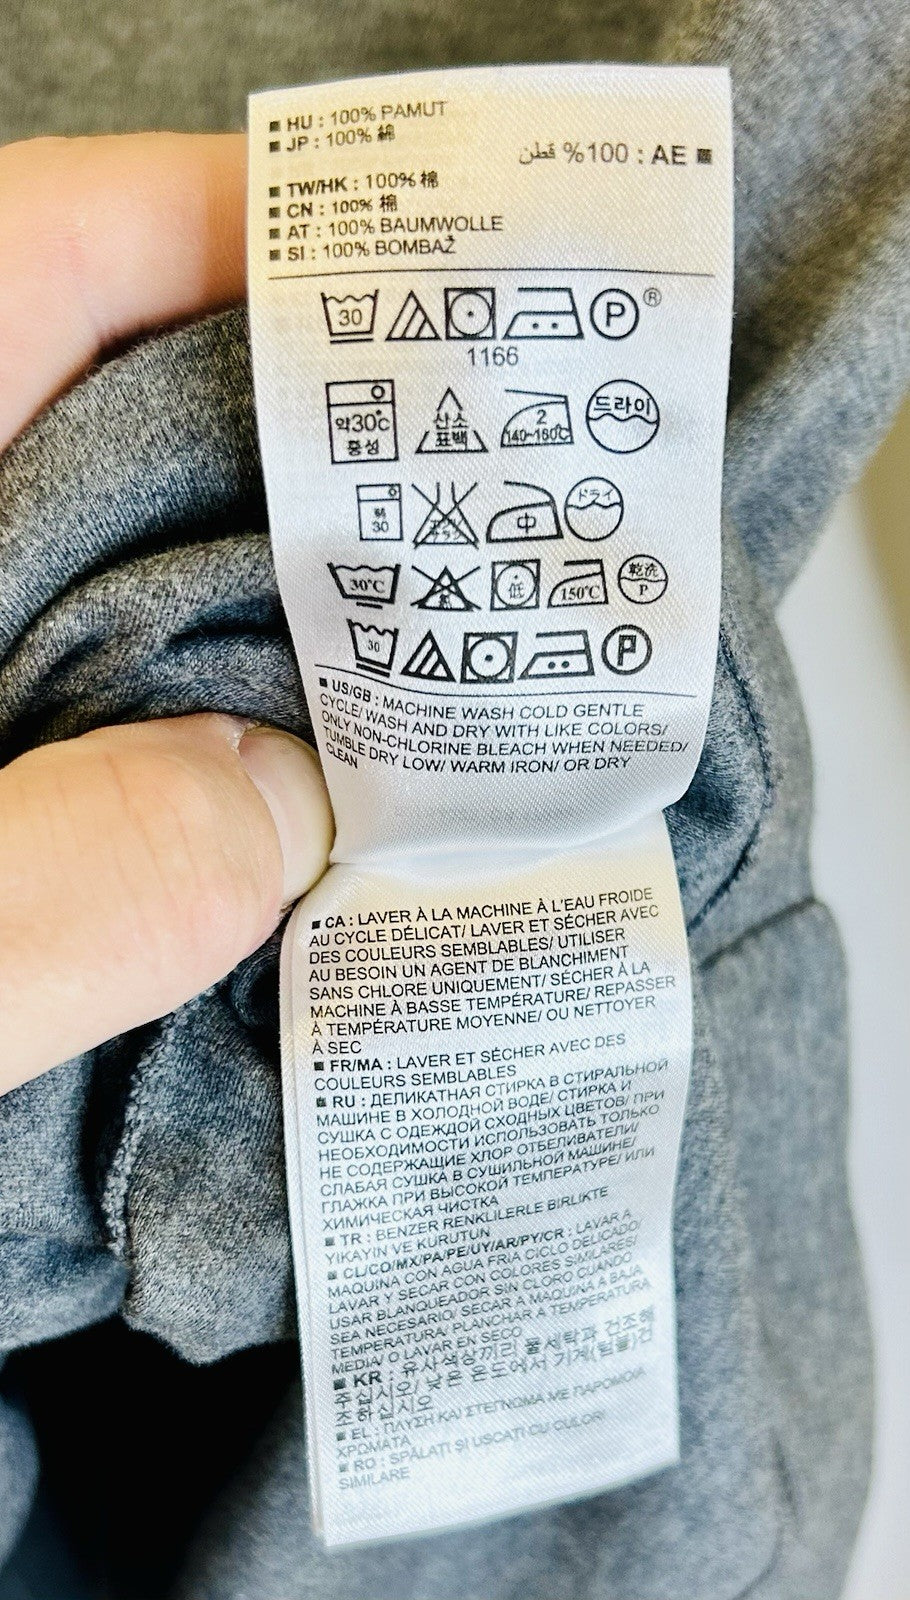 ■ HU : 100% PAMUT
■ JP : 100% 綿
قطن %100 : AE ■
■ TW/HK : 100% 棉
■ CN : 100% 棉
■ AT : 100% BAUMWOLLE
■ SI : 100% BOMBAŽ
30 P ®
1166
약30℃ 중성 산소 표백 2 140~160℃ 드라이
30 中 ドライ
30℃ 低 150℃ 乾洗 P
30 P
■ US/GB : MACHINE WASH COLD GENTLE
CYCLE/ WASH AND DRY WITH LIKE COLORS/
ONLY NON-CHLORINE BLEACH WHEN NEEDED/
TUMBLE DRY LOW/ WARM IRON/ OR DRY
CLEAN
■ CA : LAVER À LA MACHINE À L'EAU FROIDE
AU CYCLE DÉLICAT/ LAVER ET SÉCHER AVEC
DES COULEURS SEMBLABLES/ UTILISER
AU BESOIN UN AGENT DE BLANCHIMENT
SANS CHLORE UNIQUEMENT/ SÉCHER À LA
MACHINE À BASSE TEMPÉRATURE/ REPASSER
À TEMPÉRATURE MOYENNE/ OU NETTOYER
À SEC
■ FR/MA : LAVER ET SÉCHER AVEC DES
COULEURS SEMBLABLES
■ RU : ДЕЛИКАТНАЯ СТИРКА В СТИРАЛЬНОЙ
МАШИНЕ В ХОЛОДНОЙ ВОДЕ/ СТИРКА И
СУШКА С ОДЕЖДОЙ СХОДНЫХ ЦВЕТОВ/ ПРИ
НЕОБХОДИМОСТИ ИСПОЛЬЗОВАТЬ ТОЛЬКО
НЕ СОДЕРЖАЩИЕ ХЛОР ОТБЕЛИВАТЕЛИ/
СЛАБАЯ СУШКА В СУШИЛЬНОЙ МАШИНЕ/
ГЛАЖКА ПРИ ВЫСОКОЙ ТЕМПЕРАТУРЕ/ ИЛИ
ХИМИЧЕСКАЯ ЧИСТКА
■ TR : BENZER RENKLILERLE BIRLIKTE
YIKAYIN VE KURUTUN
■ CL/CO/MX/PA/PE/UY/AR/PY/CR : LAVAR A
MAQUINA CON AGUA FRIA CICLO DELICADO/
LAVAR Y SECAR CON COLORES SIMILARES/
USAR BLANQUEADOR SIN CLORO CUANDO
SEA NECESARIO/ SECAR A MAQUINA A BAJA
TEMPERATURA/ PLANCHAR A TEMPERATURA
MEDIA/ O LAVAR EN SECO
■ KR : 유사색상끼리 물세탁과 건조해
주십시오/ 낮은 온도에서 기계(텀블)건
조하십시오
■ EL : ΠΛΥΣΗ ΚΑΙ ΣΤΕΓΝΩΜΑ ΜΕ ΠΑΡΟΜΟΙΑ
ΧΡΩΜΑΤΑ
■ RO : SPĂLAȚI ȘI USCAȚI CU CULORI
SIMILARE